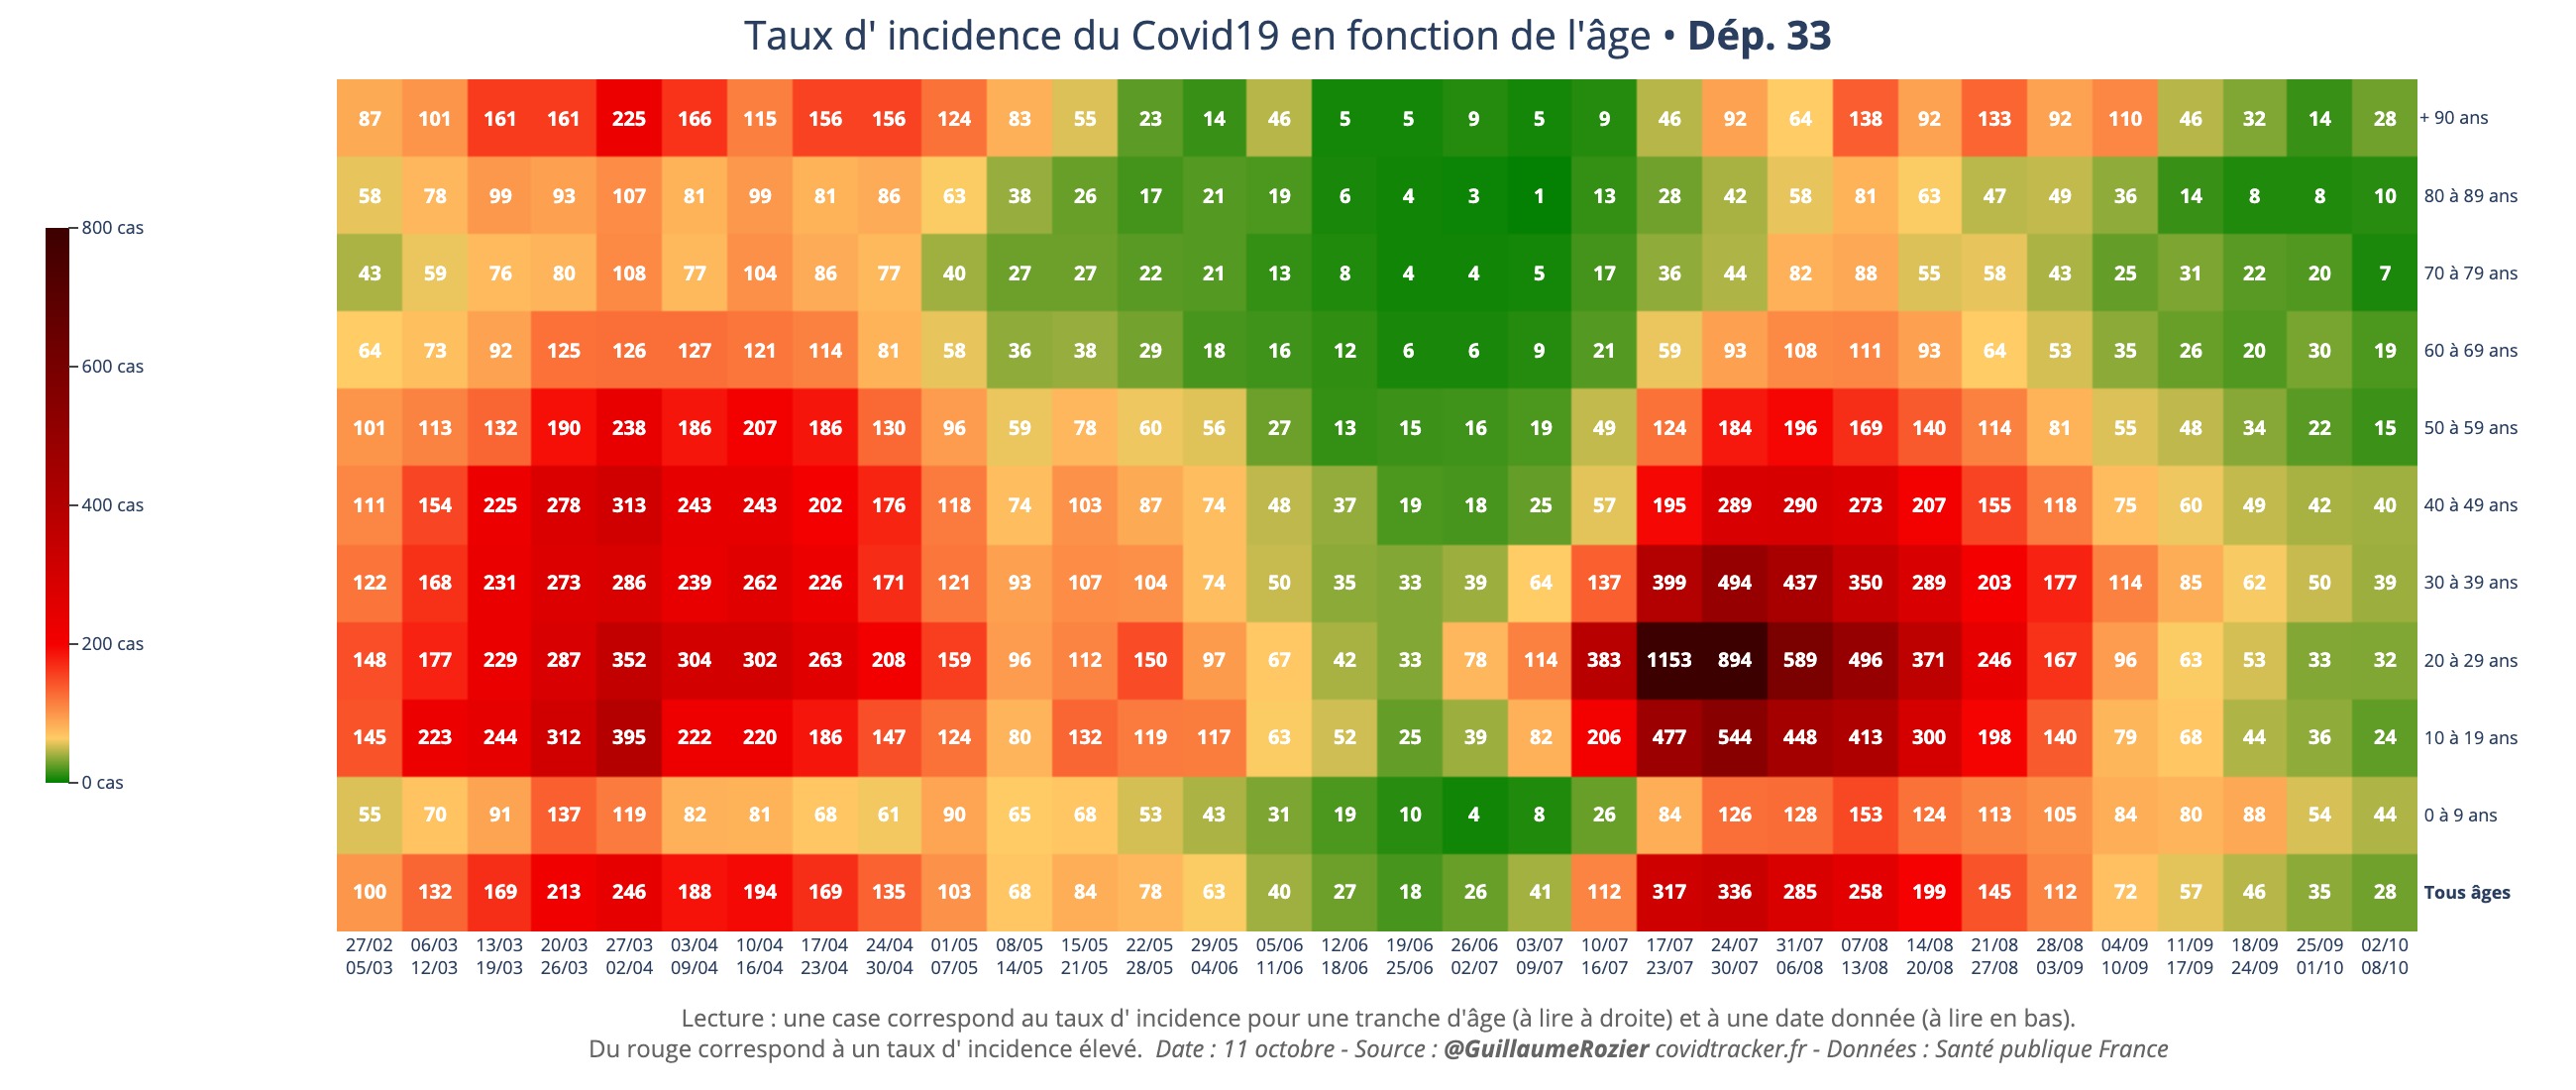 Taux d' incidence du Covid19 en fonction de l'âge • Dép. 33
87 101 161 161 225 166 115 156 156 124 83 55 23 14 46 5 5 9 5 9 46 92 64 138 92 133 92 110 46 32 14 28 + 90 ans
58 78 99 93 107 81 99 81 86 63 38 26 17 21 19 6 4 3 1 13 28 42 58 81 63 47 49 36 14 8 8 10 80 à 89 ans
43 59 76 80 108 77 104 86 77 40 27 27 22 21 13 8 4 4 5 17 36 44 82 88 55 58 43 25 31 22 20 7 70 à 79 ans
64 73 92 125 126 127 121 114 81 58 36 38 29 18 16 12 6 6 9 21 59 93 108 111 93 64 53 35 26 20 30 19 60 à 69 ans
101 113 132 190 238 186 207 186 130 96 59 78 60 56 27 13 15 16 19 49 124 184 196 169 140 114 81 55 48 34 22 15 50 à 59 ans
111 154 225 278 313 243 243 202 176 118 74 103 87 74 48 37 19 18 25 57 195 289 290 273 207 155 118 75 60 49 42 40 40 à 49 ans
122 168 231 273 286 239 262 226 171 121 93 107 104 74 50 35 33 39 64 137 399 494 437 350 289 203 177 114 85 62 50 39 30 à 39 ans
148 177 229 287 352 304 302 263 208 159 96 112 150 97 67 42 33 78 114 383 1153 894 589 496 371 246 167 96 63 53 33 32 20 à 29 ans
145 223 244 312 395 222 220 186 147 124 80 132 119 117 63 52 25 39 82 206 477 544 448 413 300 198 140 79 68 44 36 24 10 à 19 ans
55 70 91 137 119 82 81 68 61 90 65 68 53 43 31 19 10 4 8 26 84 126 128 153 124 113 105 84 80 88 54 44 0 à 9 ans
100 132 169 213 246 188 194 169 135 103 68 84 78 63 40 27 18 26 41 112 317 336 285 258 199 145 112 72 57 46 35 28 Tous âges
27/02 06/03 13/03 20/03 27/03 03/04 10/04 17/04 24/04 01/05 08/05 15/05 22/05 29/05 05/06 12/06 19/06 26/06 03/07 10/07 17/07 24/07 31/07 07/08 14/08 21/08 28/08 04/09 11/09 18/09 25/09 02/10
05/03 12/03 19/03 26/03 02/04 09/04 16/04 23/04 30/04 07/05 14/05 21/05 28/05 04/06 11/06 18/06 25/06 02/07 09/07 16/07 23/07 30/07 06/08 13/08 20/08 27/08 03/09 10/09 17/09 24/09 01/10 08/10
800 cas
600 cas
400 cas
200 cas
0 cas
Lecture : une case correspond au taux d' incidence pour une tranche d'âge (à lire à droite) et à une date donnée (à lire en bas).
Du rouge correspond à un taux d' incidence élevé. Date : 11 octobre - Source : @GuillaumeRozier covidtracker.fr - Données : Santé publique France